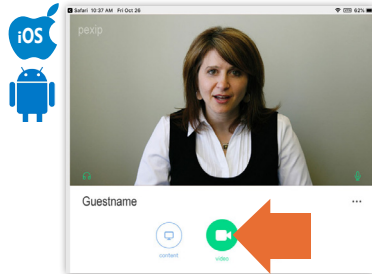 iOS
Safari 10:37 AM Fri Oct 26
62%
pexip
Guestname
content
video